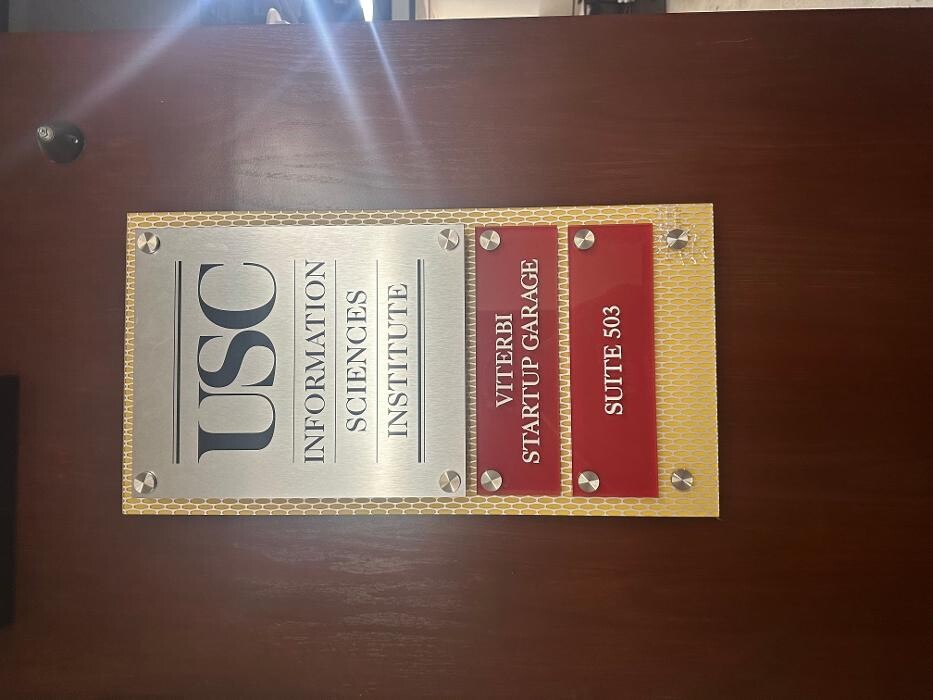 USC
INFORMATION
SCIENCES
INSTITUTE
VITERBI
STARTUP GARAGE
SUITE 503